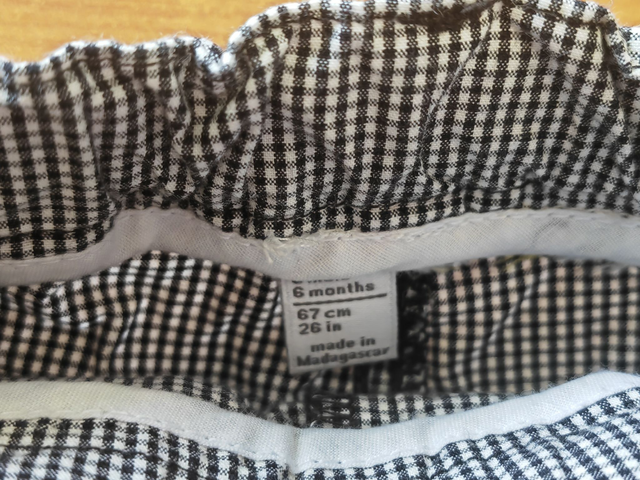 6 months
67 cm
26 in
made in
Madagascar